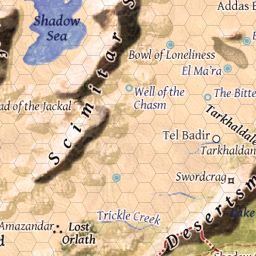 Shadow
Sea
Addas
Bowl of Loneliness
El Ma'ra
Scimitar S
Well of the
Chasm
The Bitte
ad of the Jackal
Tarkhaldale
Tel Badir
Tarkhaldan
Swordcrag
Trickle Creek
Lake
Amazandar
Lost
Orlath
Desertsm